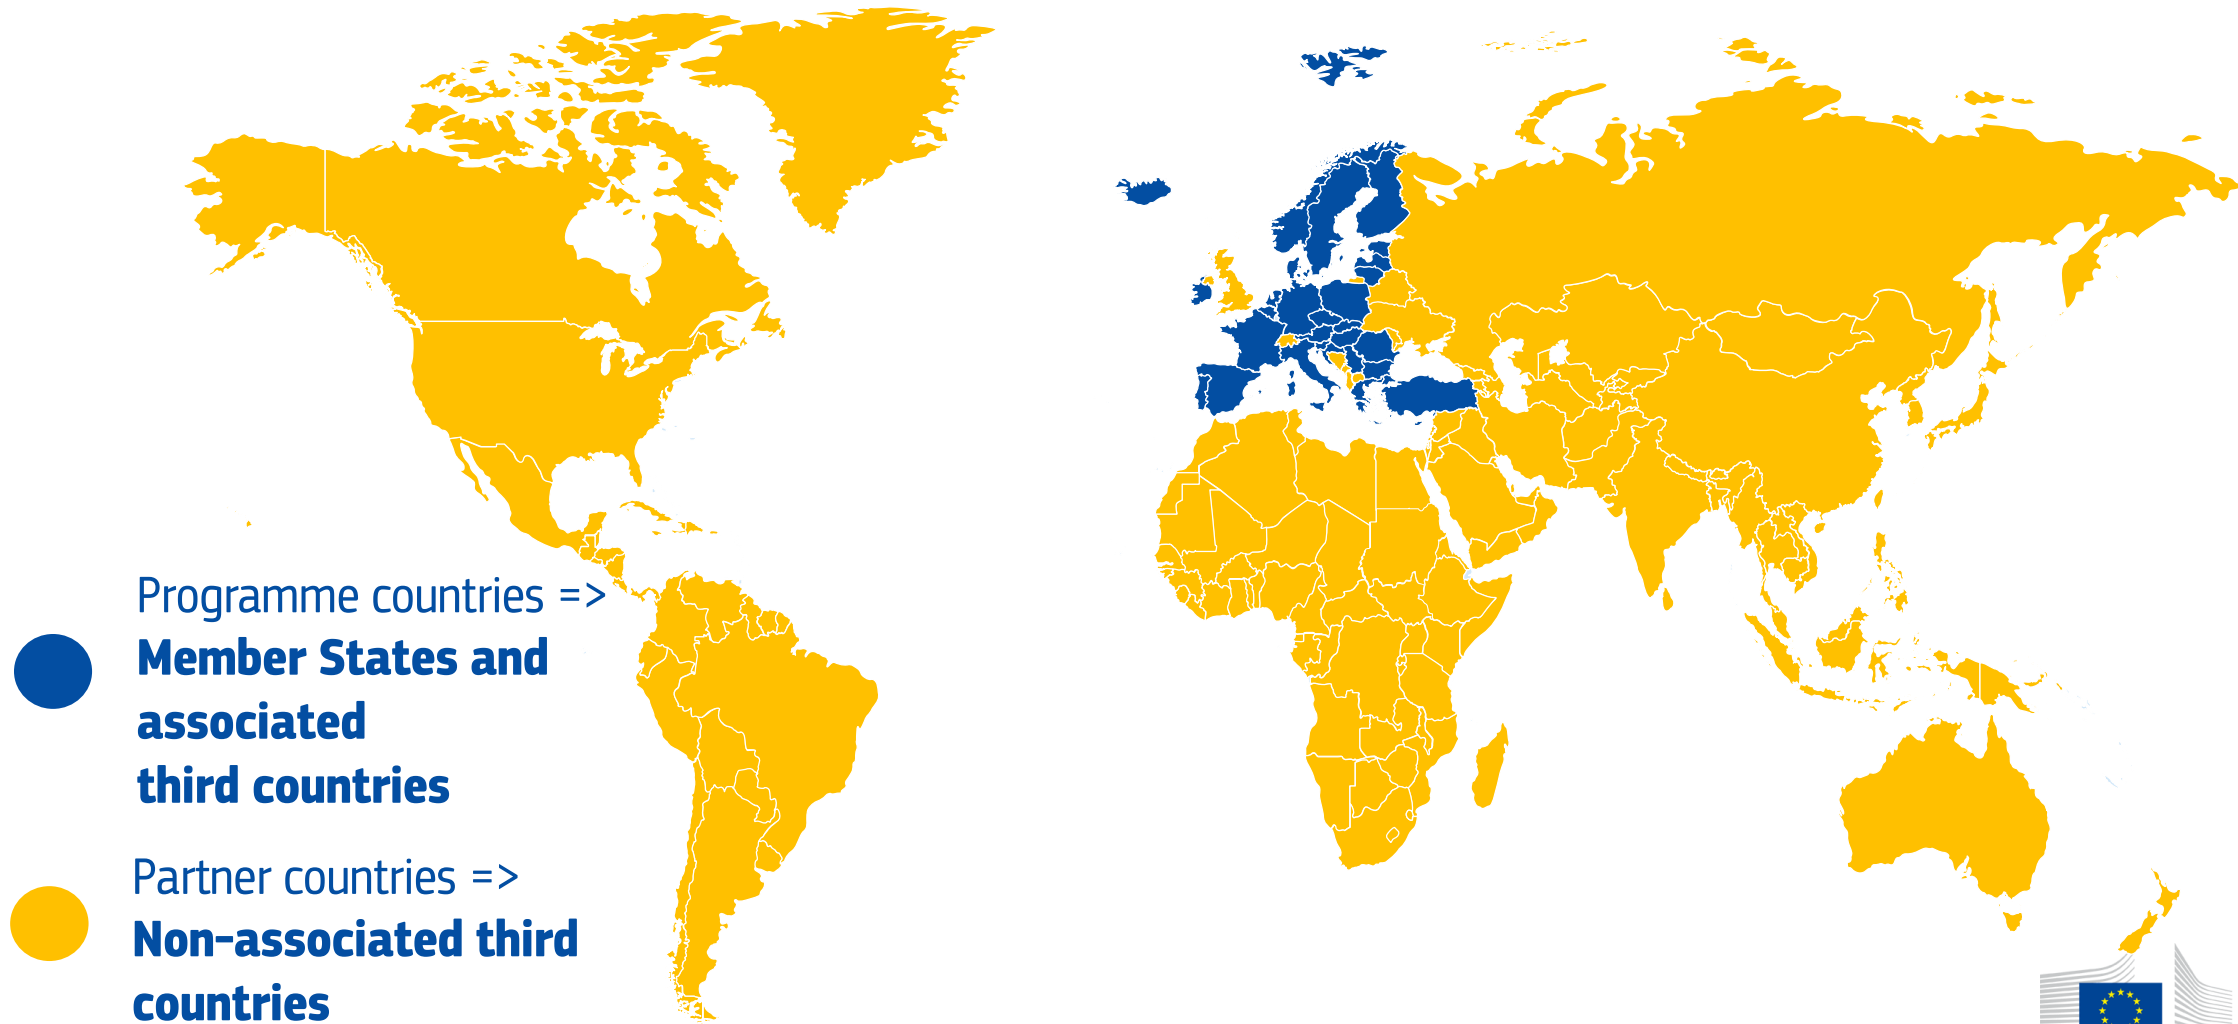 Programme countries =>
Member States and
associated
third countries
Partner countries =>
Non-associated third
countries